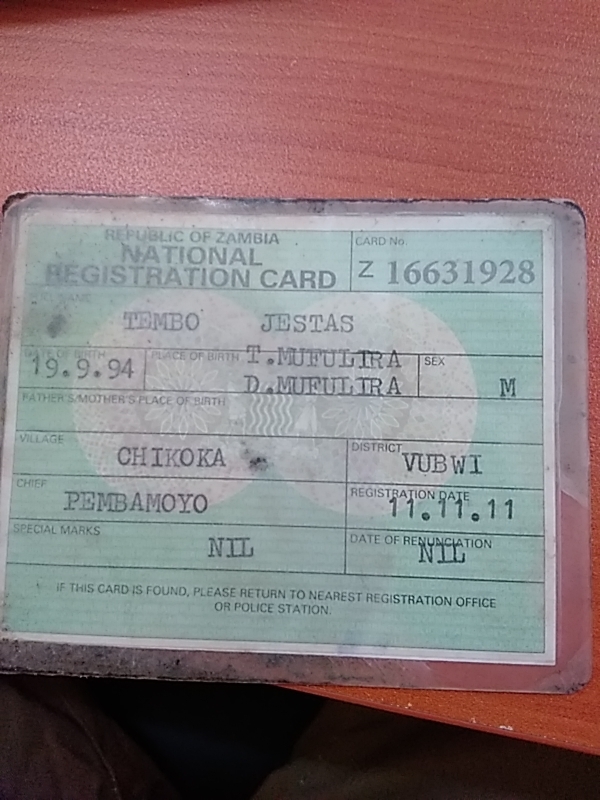 REPUBLIC OF ZAMBIA
NATIONAL
REGISTRATION CARD
CARD No.
Z 16631928
NAME
TEMBO JESTAS
DATE OF BIRTH
19.9.94
PLACE OF BIRTH T.MUFULIRA
D.MUFULIRA
SEX
M
FATHER'S/MOTHER'S PLACE OF BIRTH
VILLAGE
CHIKOKA
DISTRICT
VUBWI
CHIEF
PEMBAMOYO
REGISTRATION DATE
11.11.11
SPECIAL MARKS
NIL
DATE OF RENUNCIATION
NIL
IF THIS CARD IS FOUND, PLEASE RETURN TO NEAREST REGISTRATION OFFICE
OR POLICE STATION.